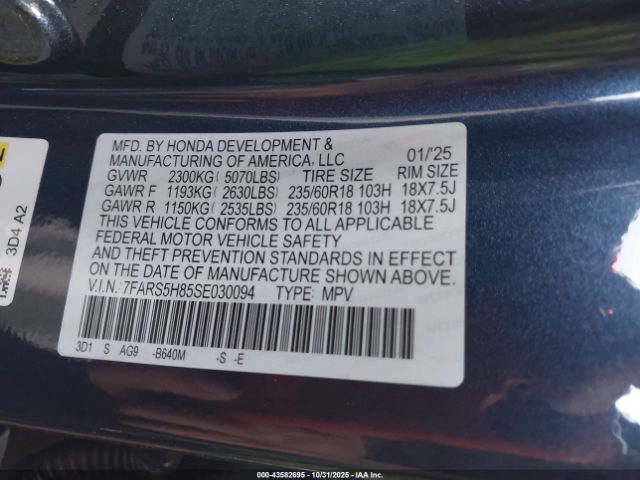 MFD. BY HONDA DEVELOPMENT &
MANUFACTURING OF AMERICA, LLC 01/'25
GVWR 2300KG( 5070LBS) TIRE SIZE RIM SIZE
GAWR F 1193KG( 2630LBS) 235/60R18 103H 18X7.5J
GAWR R 1150KG( 2535LBS) 235/60R18 103H 18X7.5J
THIS VEHICLE CONFORMS TO ALL APPLICABLE
FEDERAL MOTOR VEHICLE SAFETY
AND THEFT PREVENTION STANDARDS IN EFFECT
ON THE DATE OF MANUFACTURE SHOWN ABOVE.
V.I.N.: 7FARS5H85SE030094 TYPE: MPV
3D1 S AG9 -B640M -S -E
3D4 A2
000-43582695 - 10/31/2025 - © IAA Inc.